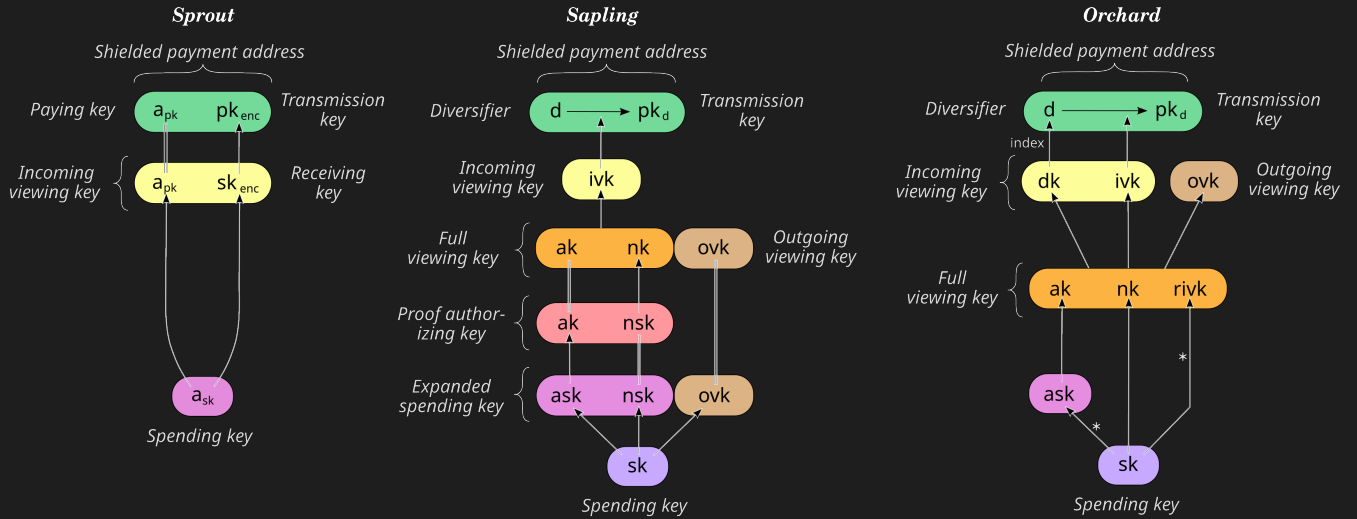 Sprout
Shielded payment address
Paying key
a_pk
pk_enc
Transmission
key
Incoming
viewing key
a_pk
sk_enc
Receiving
key
a_sk
Spending key
Sapling
Shielded payment address
Diversifier
d
pk_d
Transmission
key
Incoming
viewing key
ivk
Full
viewing key
ak
nk
ovk
Outgoing
viewing key
Proof author-
izing key
ak
nsk
Expanded
spending key
ask
nsk
ovk
sk
Spending key
Orchard
Shielded payment address
Diversifier
d
pk_d
Transmission
key
index
Incoming
viewing key
dk
ivk
ovk
Outgoing
viewing key
Full
viewing key
ak
nk
rivk
*
ask
*
sk
Spending key